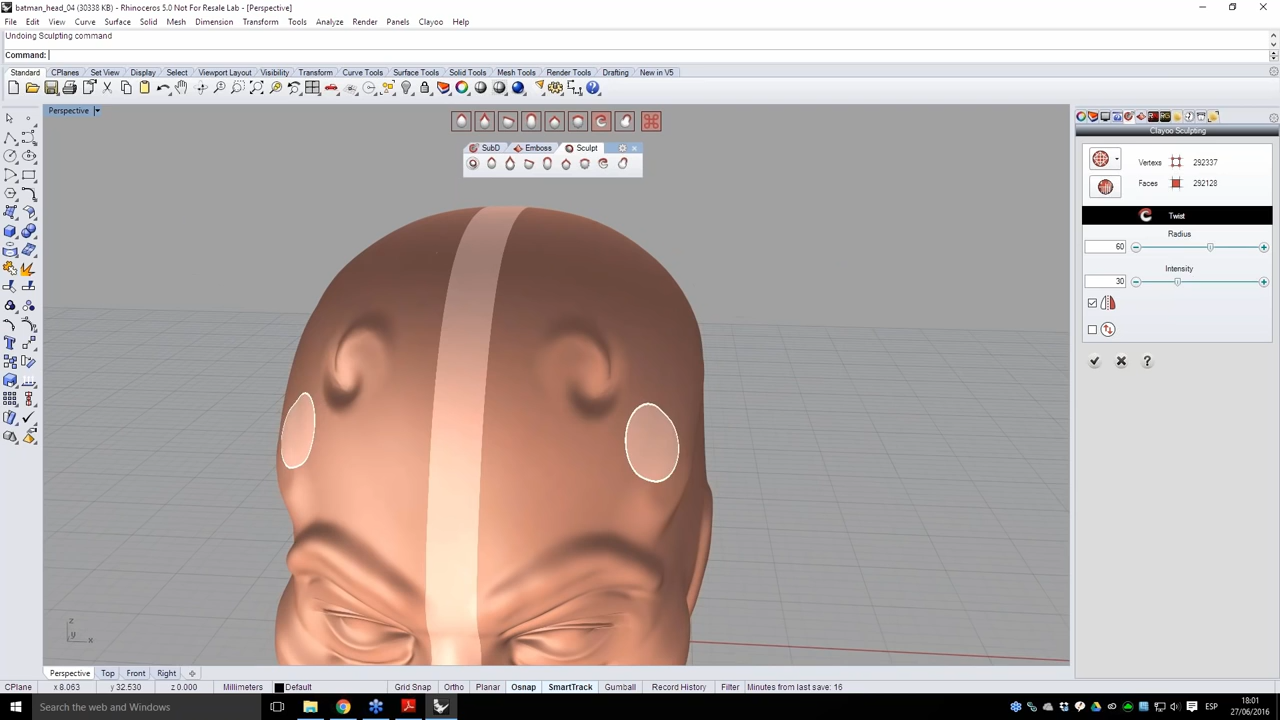 batman_head_04 (30338 KB) - Rhinoceros 5.0 Not For Resale Lab - [Perspective]
File Edit View Curve Surface Solid Mesh Dimension Transform Tools Analyze Render Panels Clayoo Help
Undoing Sculpting command
Command:
Standard CPlanes Set View Display Select Viewport Layout Visibility Transform Curve Tools Surface Tools Solid Tools Mesh Tools Render Tools Drafting New in V5
Perspective
SubD Emboss Sculpt
Clayoo Sculpting
Vertexs 292337
Faces 292128
Twist
Radius
60
Intensity
30
z
y x
Perspective Top Front Right
CPlane x 8.063 y 32.530 z 0.000 Millimeters Default Grid Snap Ortho Planar Osnap SmartTrack Gumball Record History Filter Minutes from last save: 16
Search the web and Windows
ESP
18:01
27/06/2016